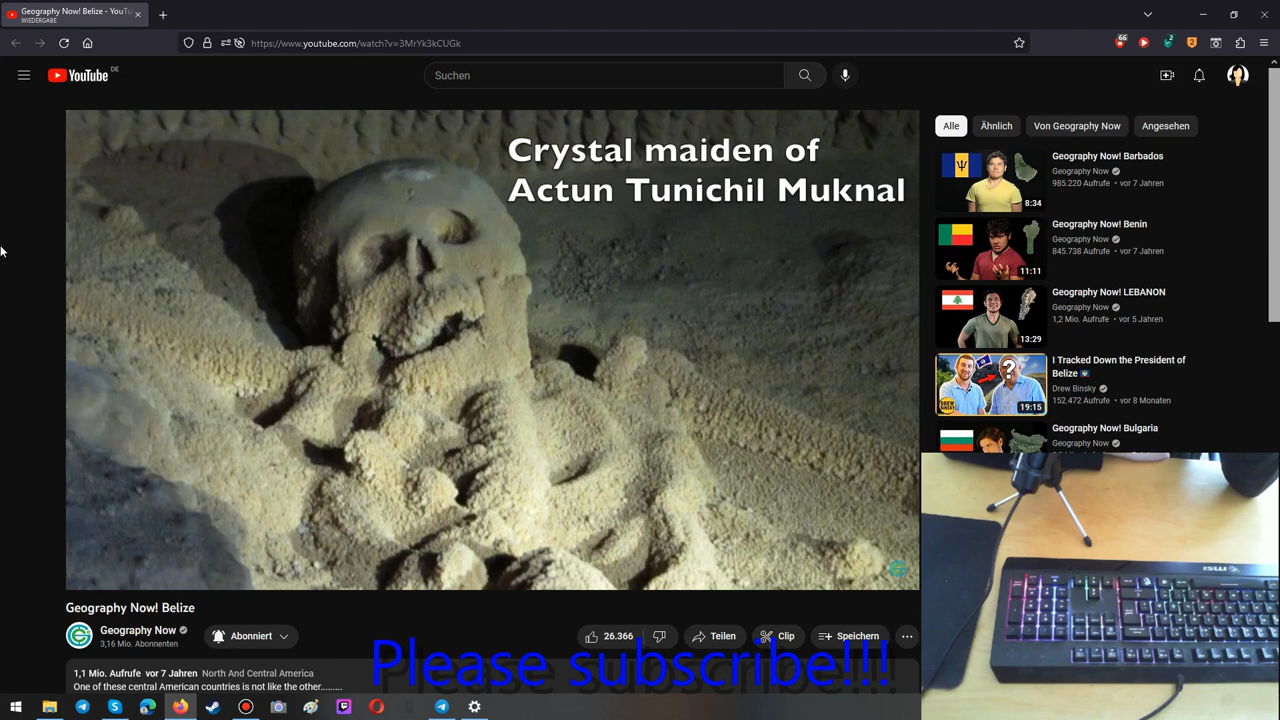 Geography Now! Belize - YouTu
WIEDERGABE
https://www.youtube.com/watch?v=3MrYk3kCUGk
66
2
2
YouTube DE
Suchen
Crystal maiden of
Actun Tunichil Muknal
Alle
Ähnlich
Von Geography Now
Angesehen
Geography Now! Barbados
Geography Now
985.220 Aufrufe • vor 7 Jahren
8:34
Geography Now! Benin
Geography Now
845.738 Aufrufe • vor 7 Jahren
11:11
Geography Now! LEBANON
Geography Now
1,2 Mio. Aufrufe • vor 5 Jahren
13:29
I Tracked Down the President of
Belize
Drew Binsky
152.472 Aufrufe • vor 8 Monaten
19:15
Geography Now! Bulgaria
Geography Now
Geography Now! Belize
Geography Now
3,16 Mio. Abonnenten
Abonniert
26.366
Teilen
Clip
Speichern
Please subscribe!!!
1,1 Mio. Aufrufe vor 7 Jahren North And Central America
One of these central American countries is not like the other.........
msi